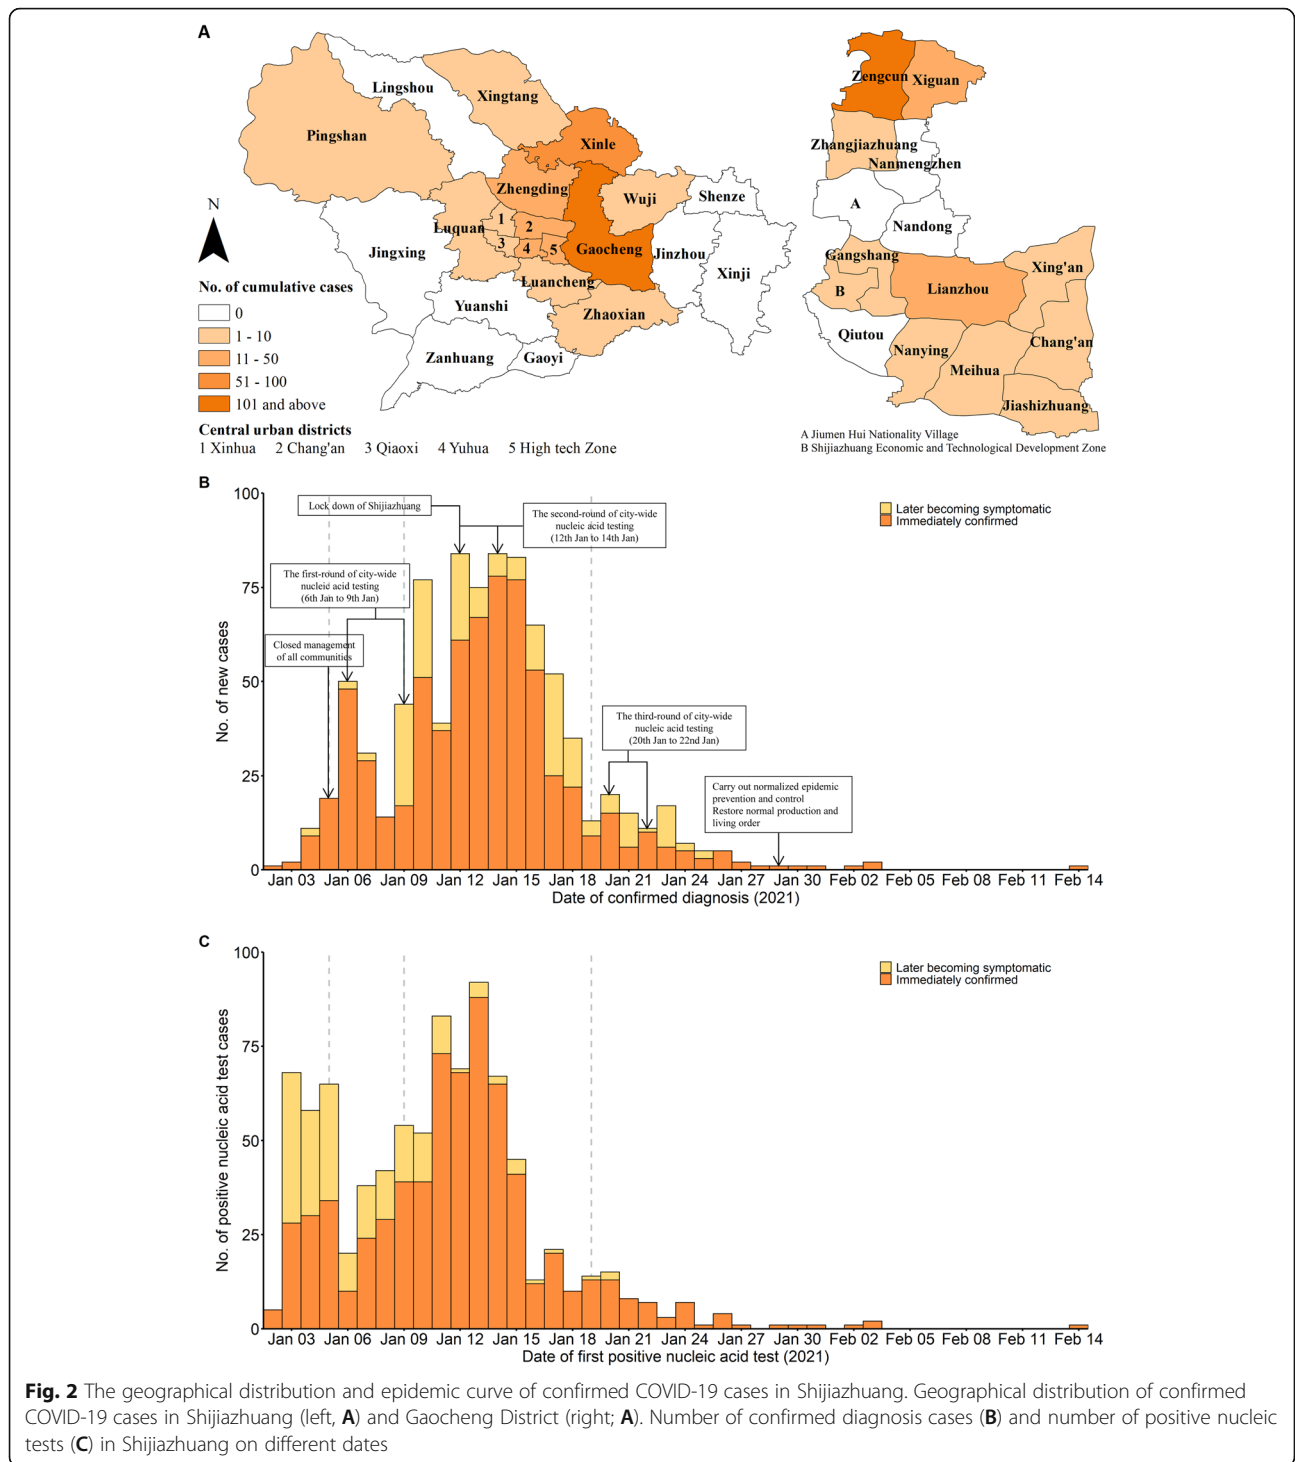 A
Lingshou
Xingtang
Pingshan
Xinle
Zhengding
Wuji
Shenze
Luquan
1
2
3
4
5
Gaocheng
Jinzhou
Jingxing
Xinji
Luancheng
Yuanshi
Zhaoxian
Zanhuang
Gaoyi
N
No. of cumulative cases
0
1 - 10
11 - 50
51 - 100
101 and above
Central urban districts
1 Xinhua 2 Chang'an 3 Qiaoxi 4 Yuhua 5 High tech Zone
Zengcun
Xiguan
Zhangjiazhuang
Nanmengzhen
A
Nandong
Gangshang
Xing'an
B
Lianzhou
Qiutou
Nanying
Chang'an
Meihua
Jiashizhuang
A Jiumen Hui Nationality Village
B Shijiazhuang Economic and Technological Development Zone
B
No. of new cases
100
75
50
25
0
Lock down of Shijiazhuang
The second-round of city-wide
nucleic acid testing
(12th Jan to 14th Jan)
The first-round of city-wide
nucleic acid testing
(6th Jan to 9th Jan)
Closed management
of all communities
The third-round of city-wide
nucleic acid testing
(20th Jan to 22nd Jan)
Carry out normalized epidemic
prevention and control
Restore normal production and
living order
Later becoming symptomatic
Immediately confirmed
Jan 03 Jan 06 Jan 09 Jan 12 Jan 15 Jan 18 Jan 21 Jan 24 Jan 27 Jan 30 Feb 02 Feb 05 Feb 08 Feb 11 Feb 14
Date of confirmed diagnosis (2021)
C
No. of positive nucleic acid test cases
100
75
50
25
0
Later becoming symptomatic
Immediately confirmed
Jan 03 Jan 06 Jan 09 Jan 12 Jan 15 Jan 18 Jan 21 Jan 24 Jan 27 Jan 30 Feb 02 Feb 05 Feb 08 Feb 11 Feb 14
Date of first positive nucleic acid test (2021)
Fig. 2 The geographical distribution and epidemic curve of confirmed COVID-19 cases in Shijiazhuang. Geographical distribution of confirmed
COVID-19 cases in Shijiazhuang (left, A) and Gaocheng District (right; A). Number of confirmed diagnosis cases (B) and number of positive nucleic
tests (C) in Shijiazhuang on different dates